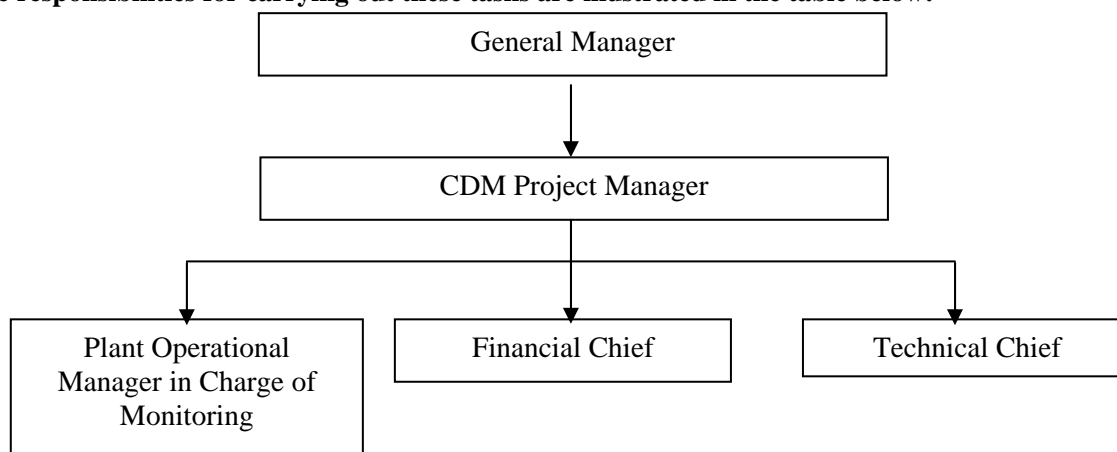 responsibilities for carrying out these tasks are illustrated in the table below.
General Manager
CDM Project Manager
Plant Operational
Manager in Charge of
Monitoring
Financial Chief
Technical Chief